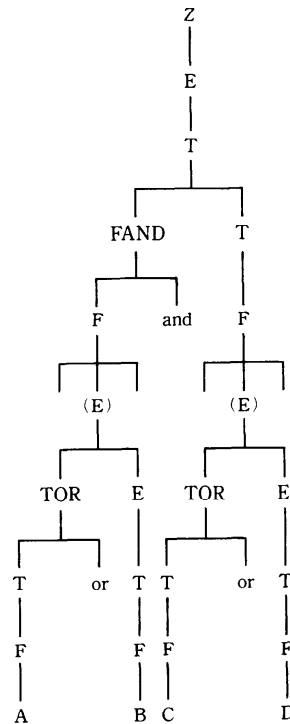 Z
E
T
FAND T
F and F
(E) (E)
TOR E TOR E
T or T T or T
F F F F
A B C D